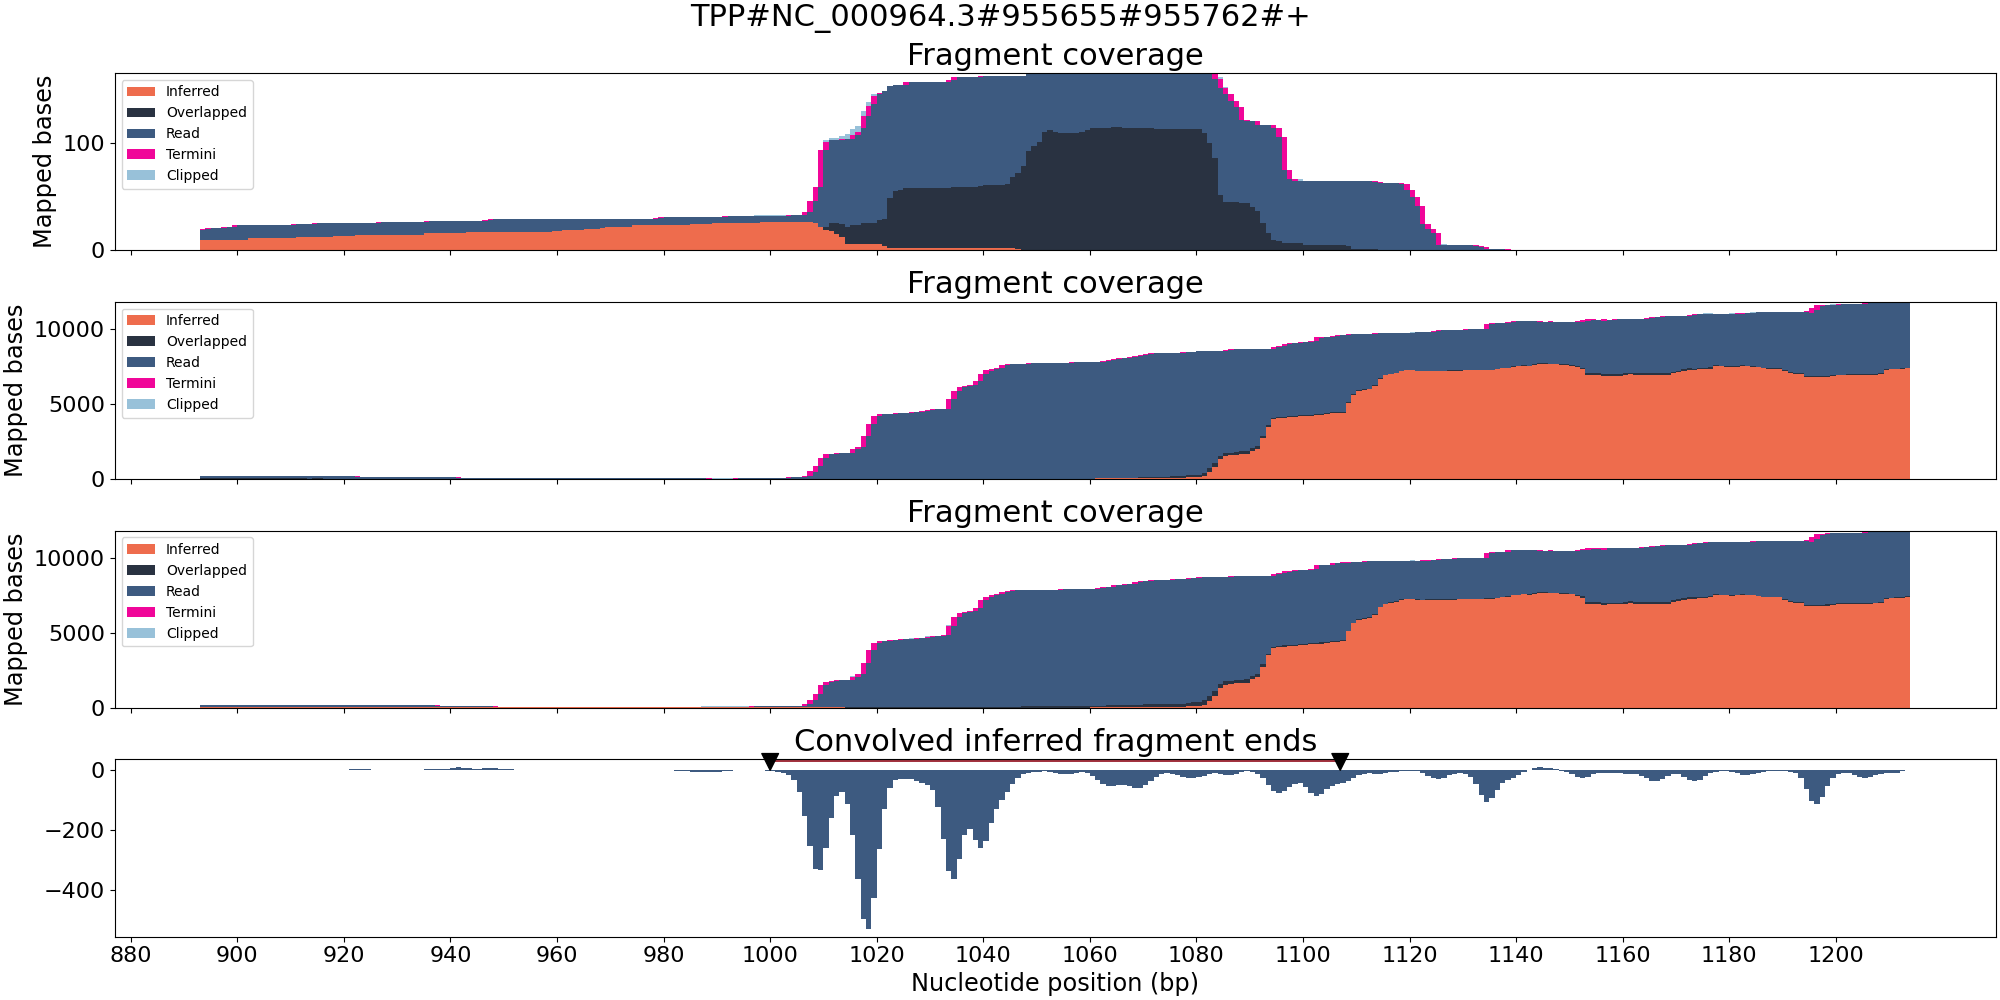 TPP#NC_000964.3#955655#955762#+
Fragment coverage
Mapped bases
100
0
Inferred
Overlapped
Read
Termini
Clipped
Fragment coverage
Mapped bases
10000
5000
0
Inferred
Overlapped
Read
Termini
Clipped
Fragment coverage
Mapped bases
10000
5000
0
Inferred
Overlapped
Read
Termini
Clipped
Convolved inferred fragment ends
0
−200
−400
880 900 920 940 960 980 1000 1020 1040 1060 1080 1100 1120 1140 1160 1180 1200
Nucleotide position (bp)